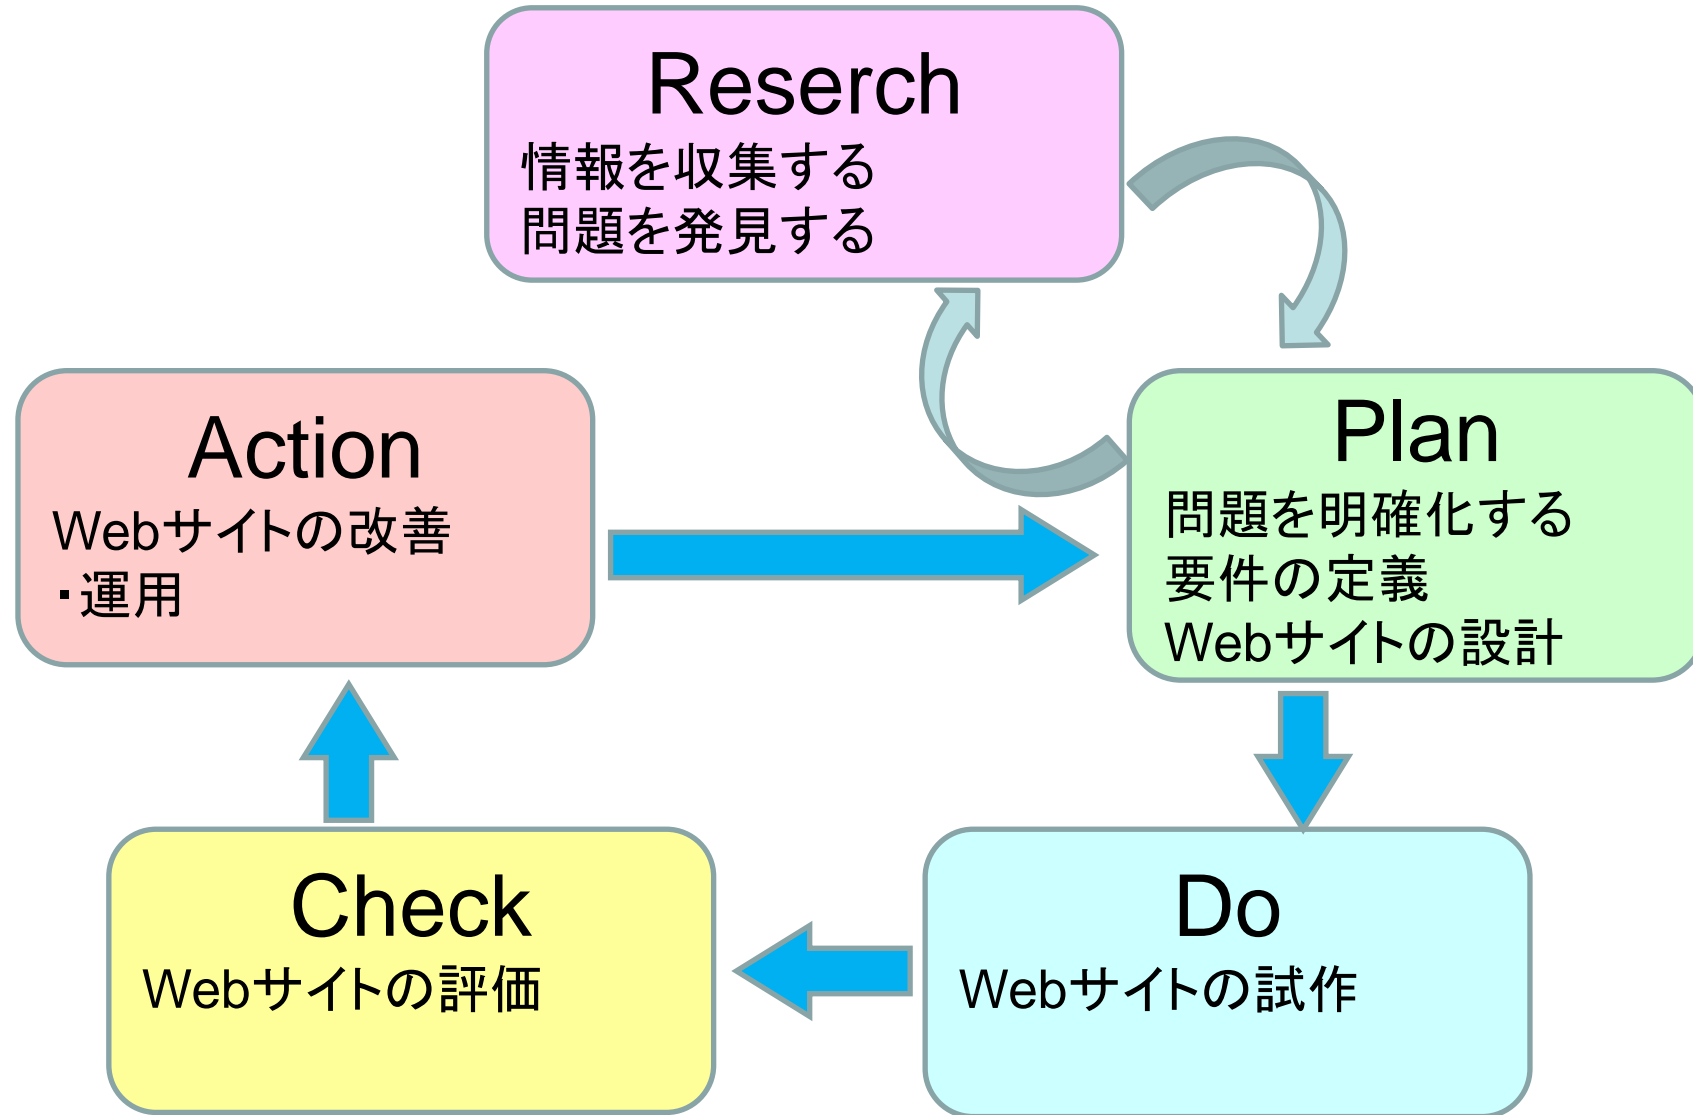 Reserch
情報を収集する
問題を発見する
Action
Webサイトの改善
・運用
Plan
問題を明確化する
要件の定義
Webサイトの設計
Check
Webサイトの評価
Do
Webサイトの試作